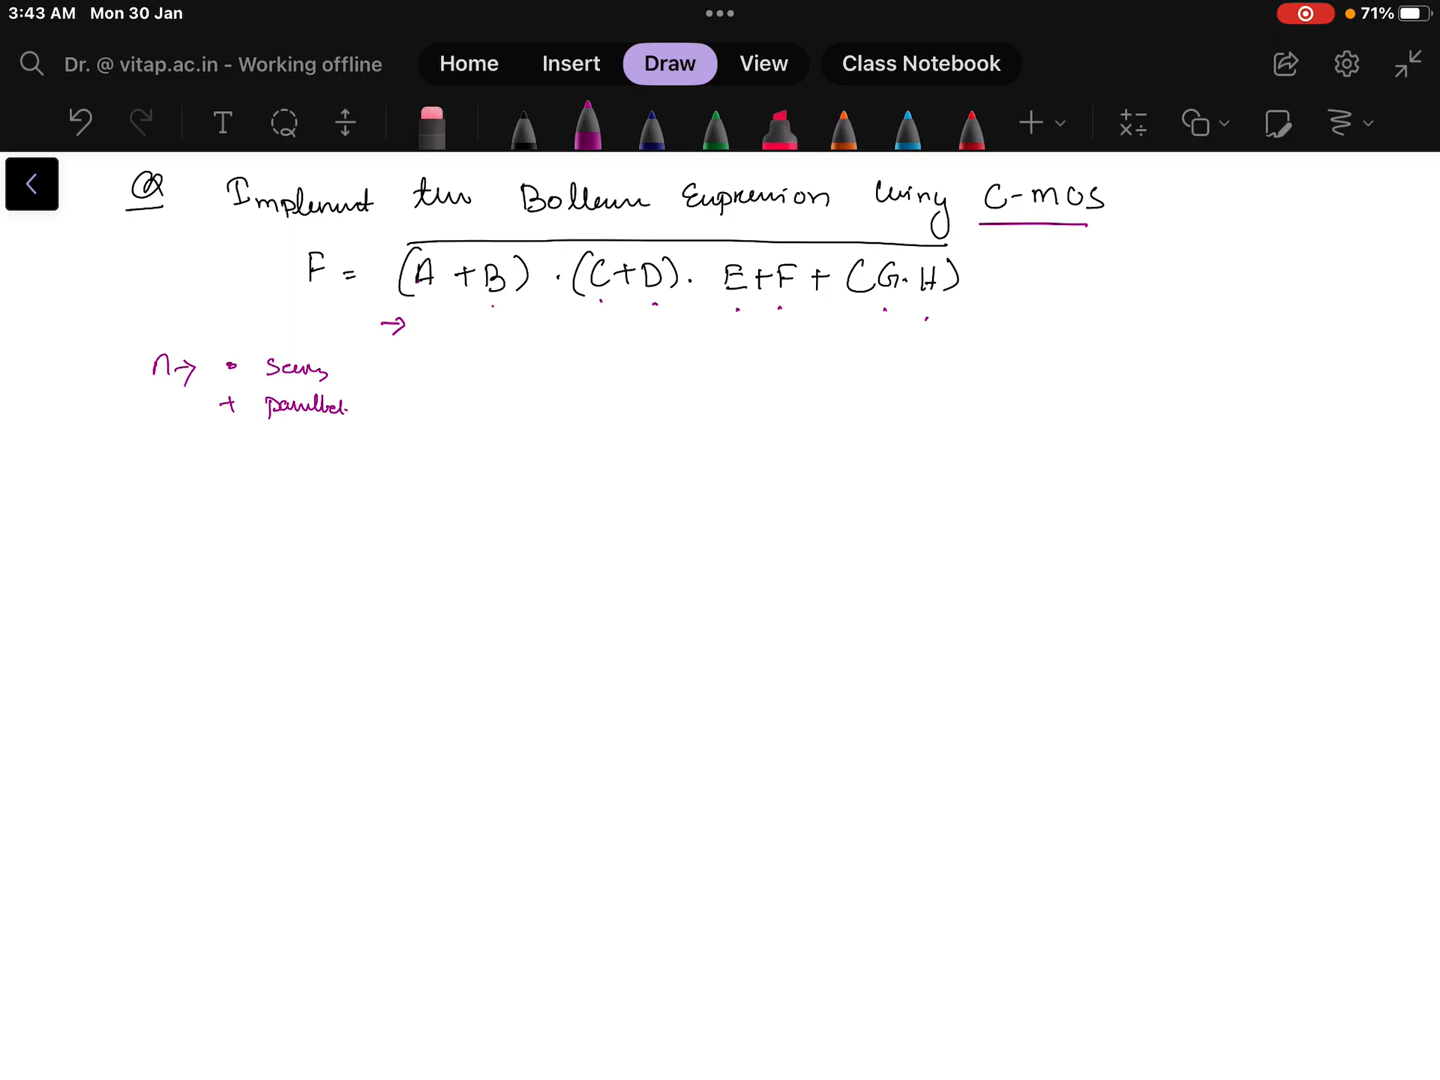 3:43 AM Mon 30 Jan
71%
Dr. @ vitap.ac.in - Working offline
Home Insert Draw View Class Notebook
Q Implement the Bollean Expression using C-MOS
F = (A + B) · (C + D) · E + F + (G · H)
→
n → • Series
+ parallel